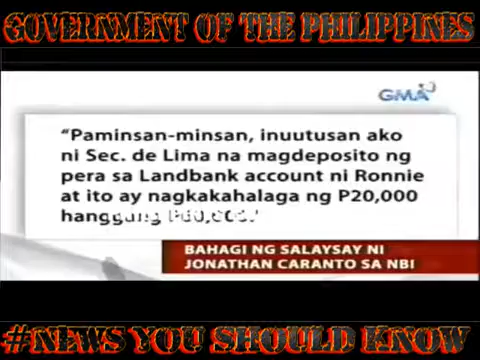 GOVERNMENT OF THE PHILIPPINES
GMA
"Paminsan-minsan, inuutusan ako
ni Sec. de Lima na magdeposito ng
pera sa Landbank account ni Ronnie
at ito ay nagkakahalaga ng P20,000
hanggang
BAHAGI NG SALAYSAY NI
JONATHAN CARANTO SA NBI
#NEWS YOU SHOULD KNOW